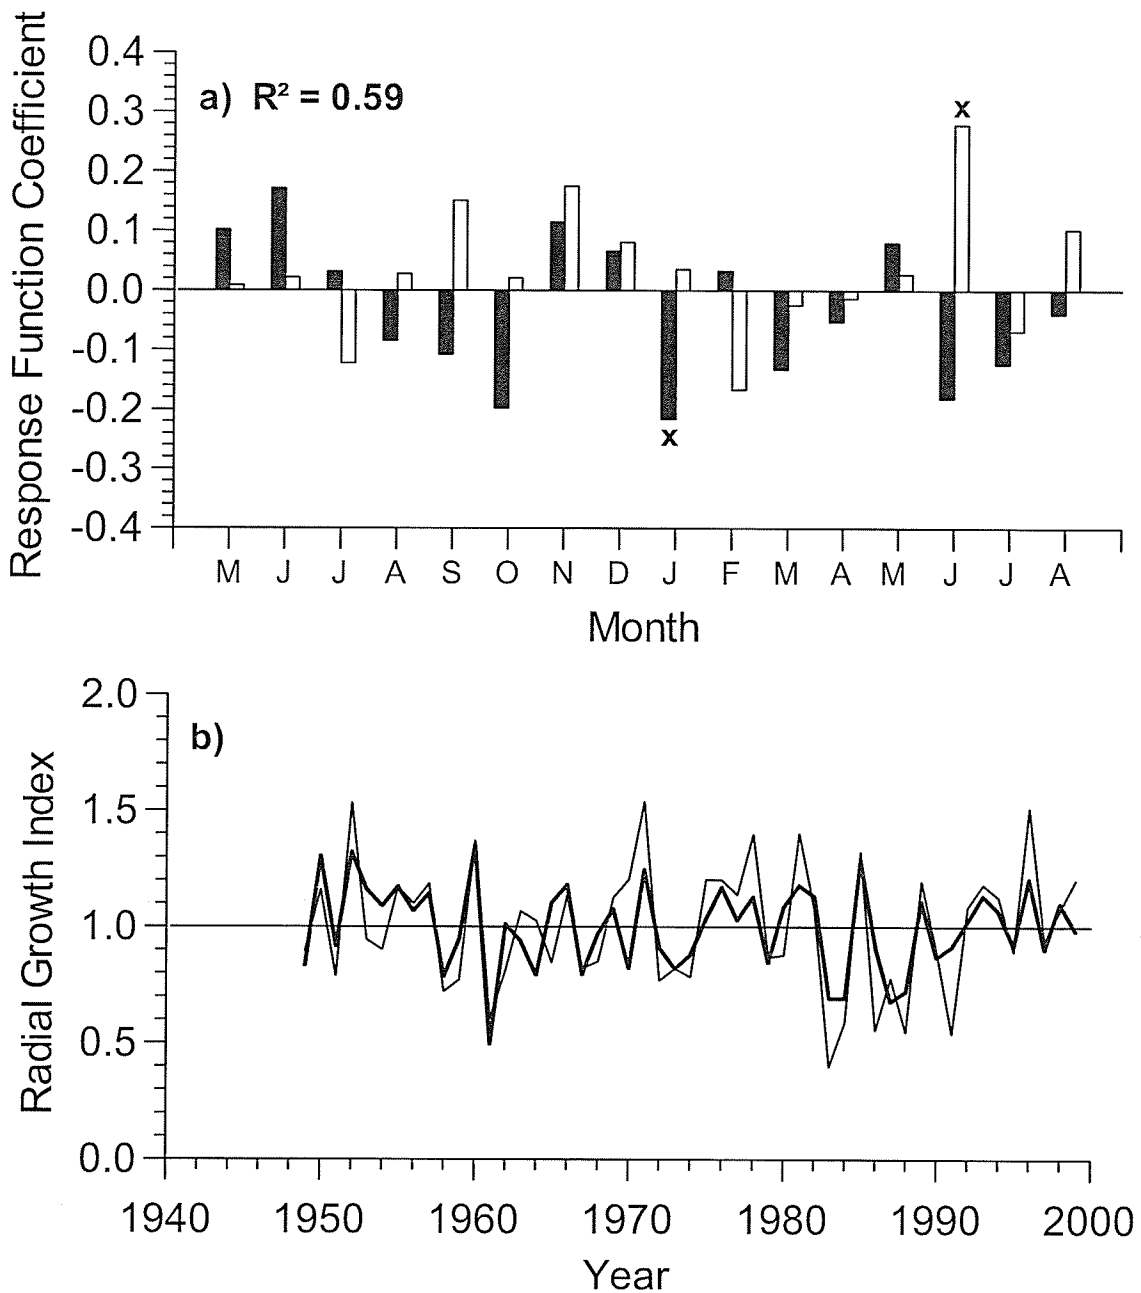 Response Function Coefficient
0.4
0.3
0.2
0.1
0.0
-0.1
-0.2
-0.3
-0.4
a) R² = 0.59
x
x
M J J A S O N D J F M A M J J A
Month
Radial Growth Index
2.0
1.5
1.0
0.5
0.0
b)
1940 1950 1960 1970 1980 1990 2000
Year